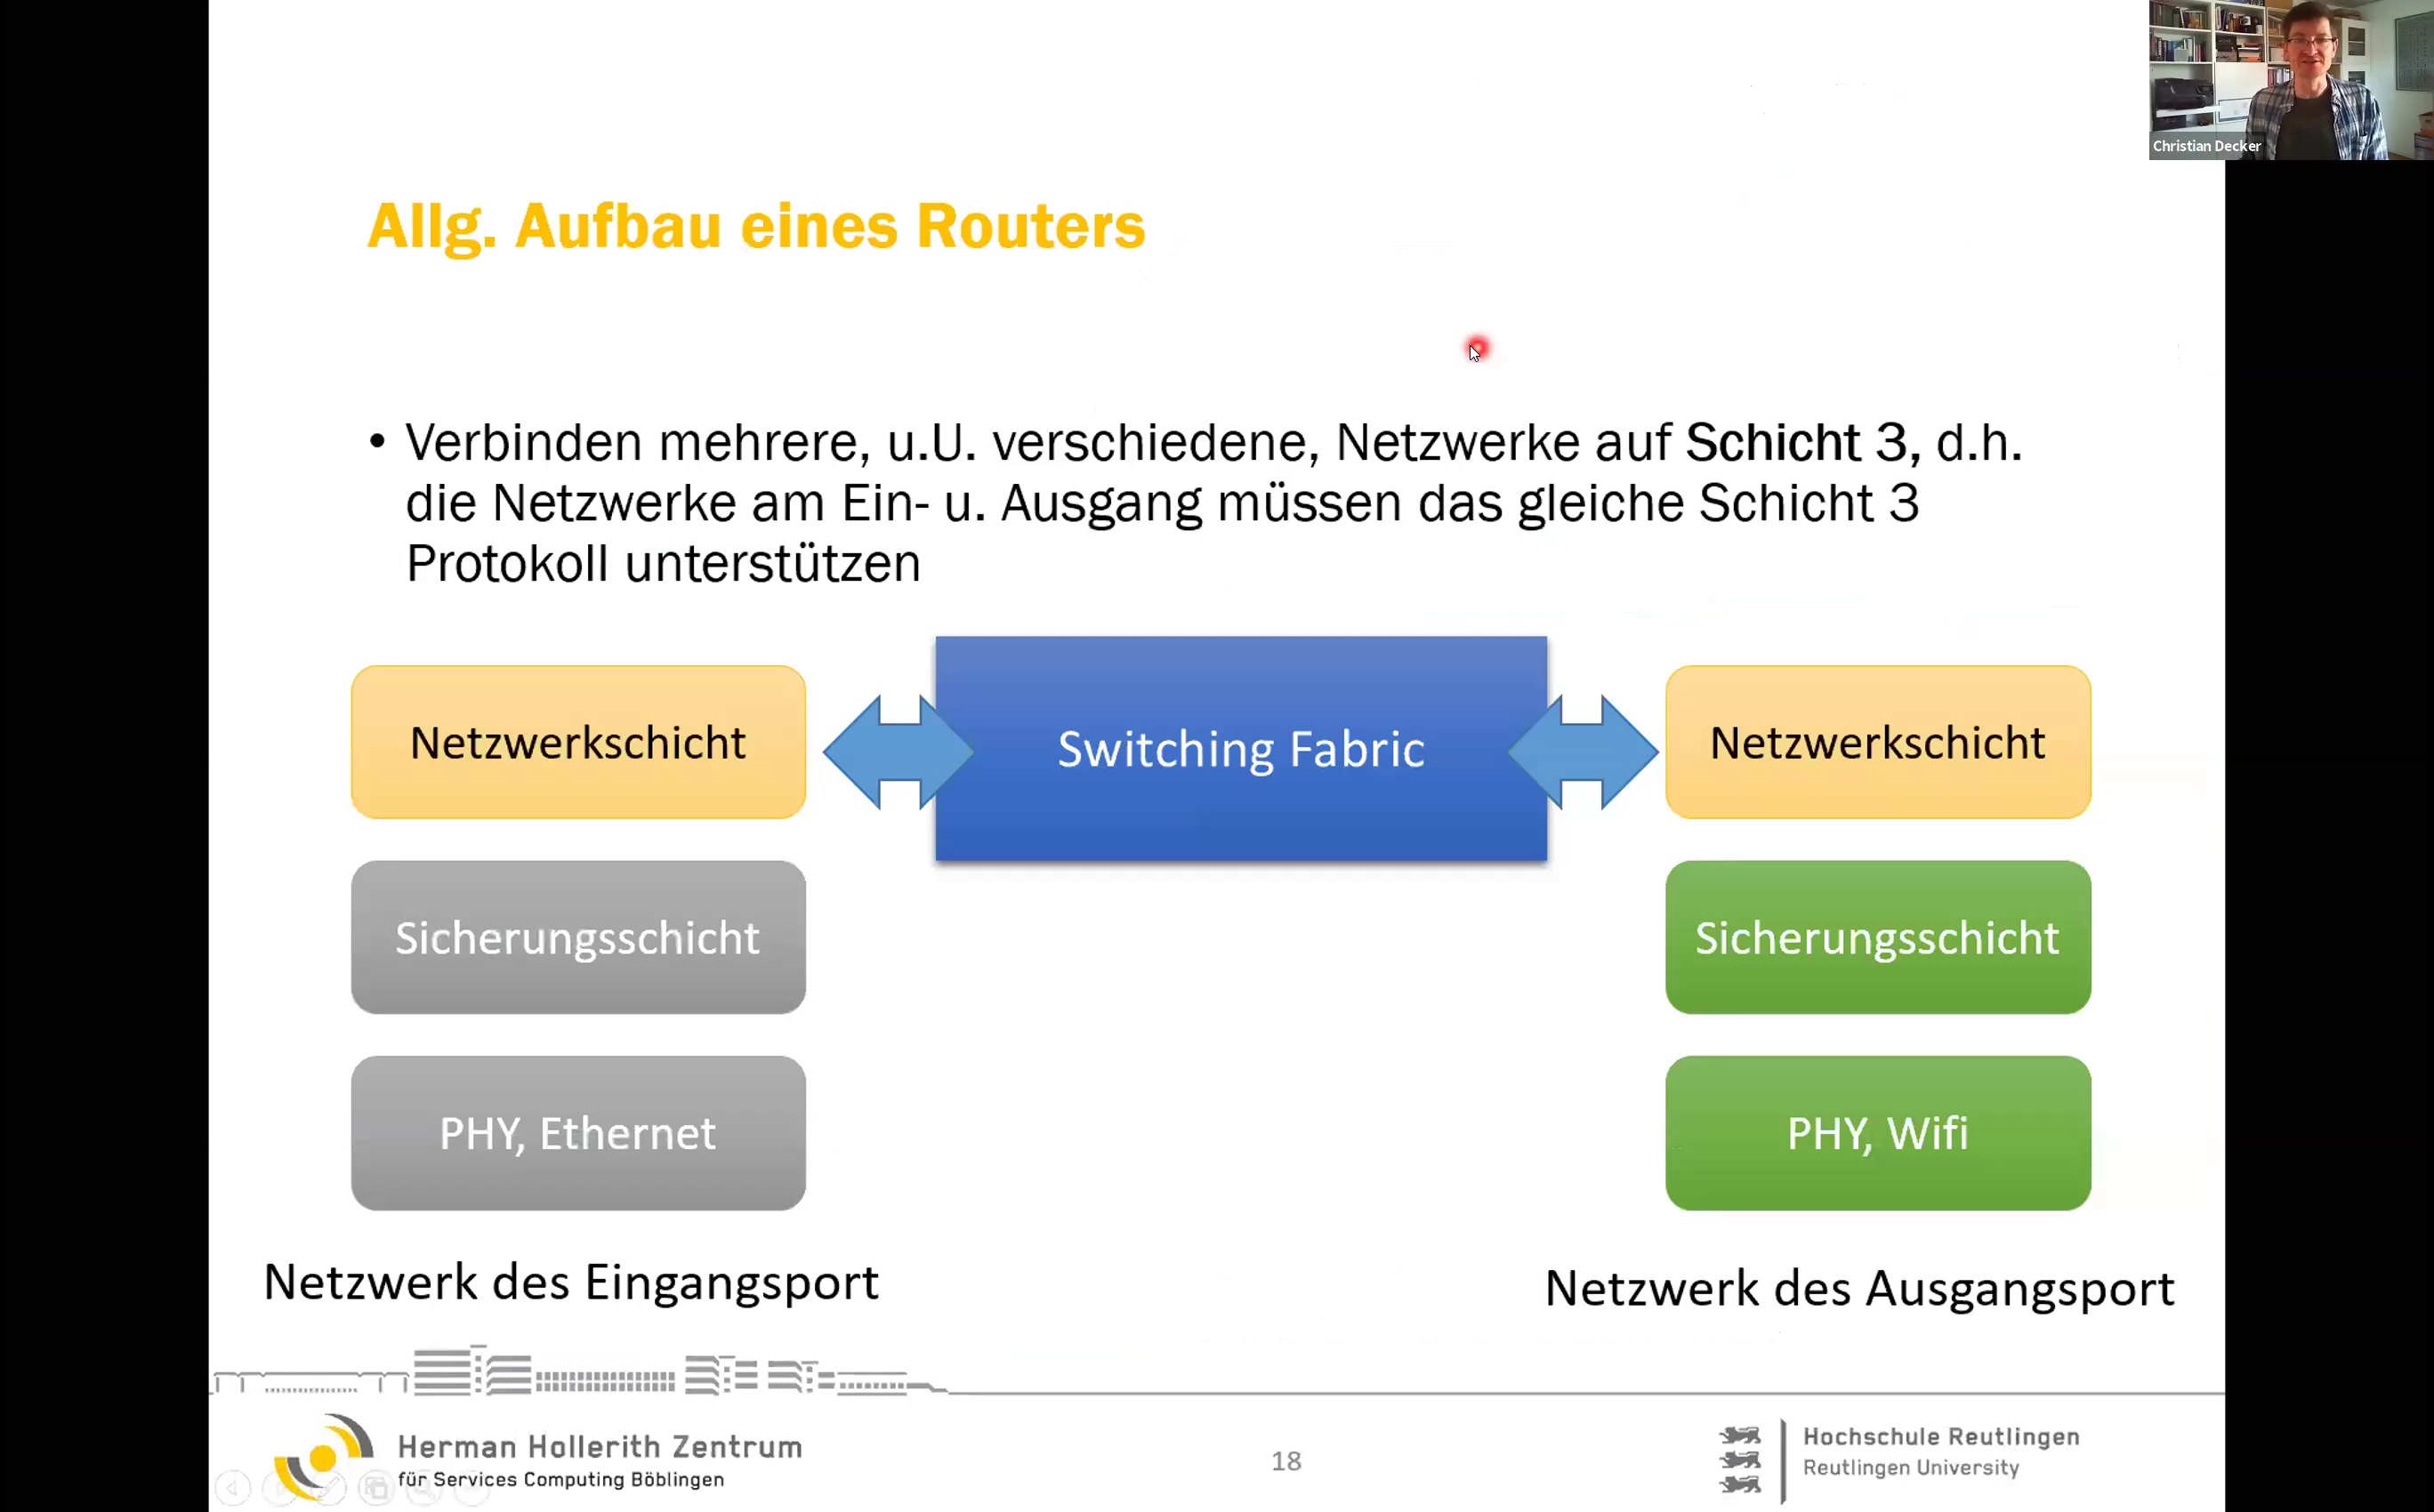 Christian Decker
Allg. Aufbau eines Routers
• Verbinden mehrere, u.U. verschiedene, Netzwerke auf Schicht 3, d.h.
die Netzwerke am Ein- u. Ausgang müssen das gleiche Schicht 3
Protokoll unterstützen
Netzwerkschicht
Switching Fabric
Netzwerkschicht
Sicherungsschicht
Sicherungsschicht
PHY, Ethernet
PHY, Wifi
Netzwerk des Eingangsport
Netzwerk des Ausgangsport
Herman Hollerith Zentrum
für Services Computing Böblingen
18
Hochschule Reutlingen
Reutlingen University